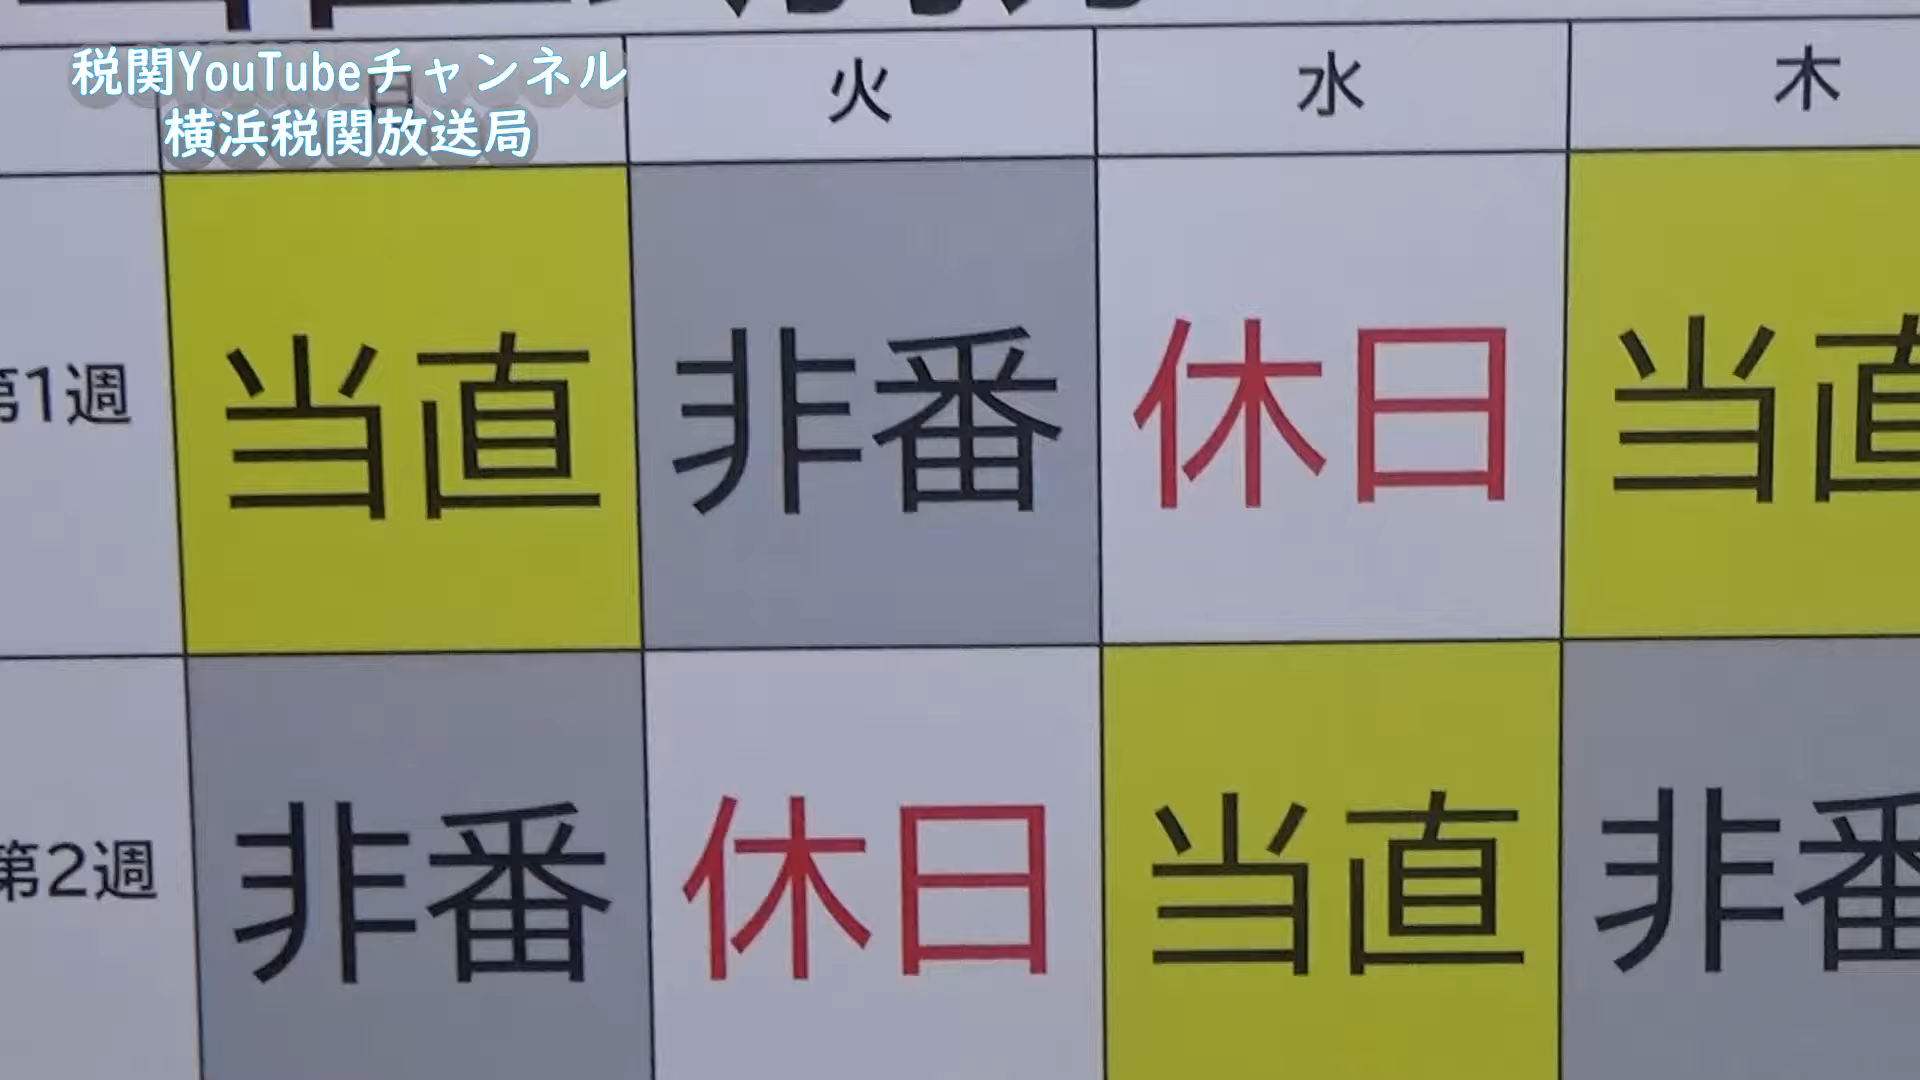 税関YouTubeチャンネル
横浜税関放送局
火 水 木
第1週 当直 非番 休日 当直
第2週 非番 休日 当直 非番